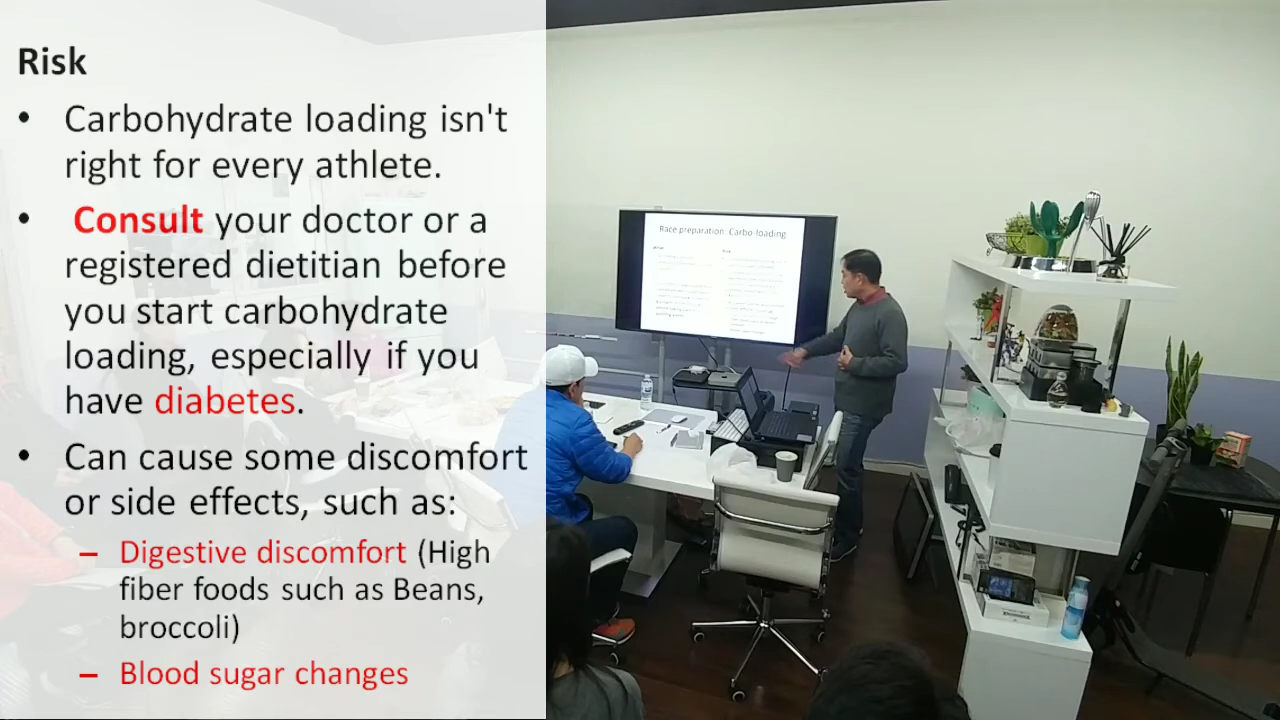 Risk
• Carbohydrate loading isn't
right for every athlete.
• Consult your doctor or a
registered dietitian before
you start carbohydrate
loading, especially if you
have diabetes.
• Can cause some discomfort
or side effects, such as:
– Digestive discomfort (High
fiber foods such as Beans,
broccoli)
– Blood sugar changes
Race preparation: Carbo-loading